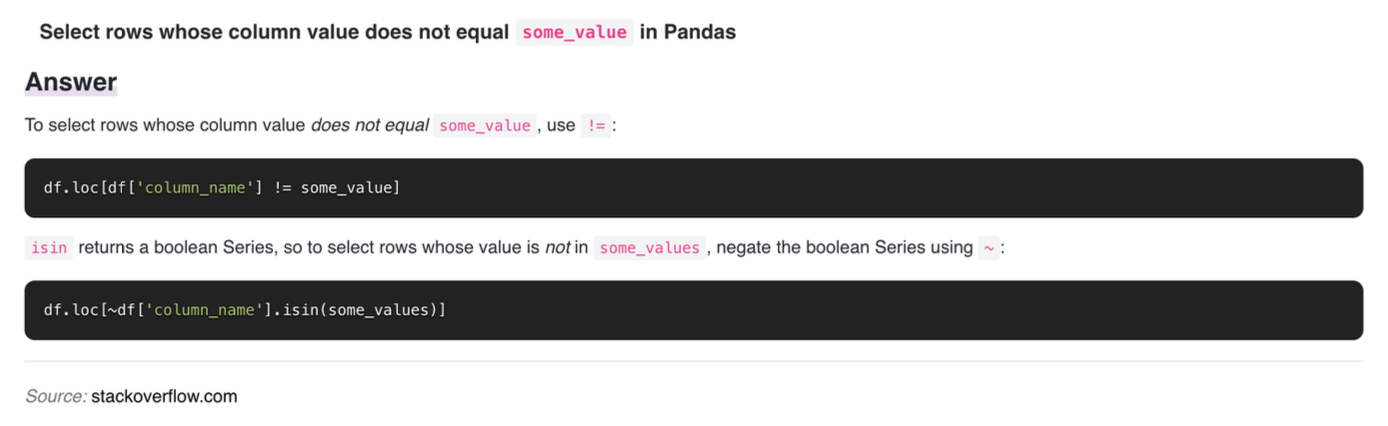 Select rows whose column value does not equal some_value in Pandas
Answer
To select rows whose column value does not equal some_value , use != :
df.loc[df['column_name'] != some_value]
isin returns a boolean Series, so to select rows whose value is not in some_values , negate the boolean Series using ~ :
df.loc[~df['column_name'].isin(some_values)]
Source: stackoverflow.com